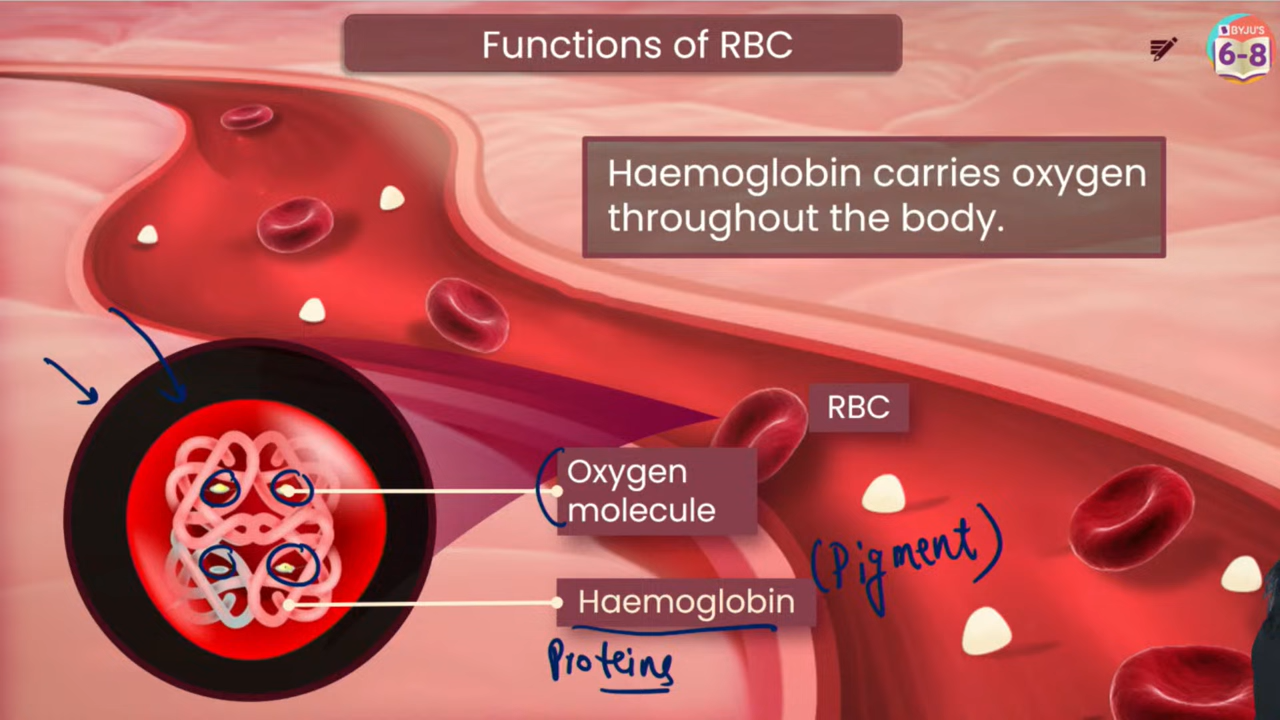 Functions of RBC
BYJU'S
6-8
Haemoglobin carries oxygen
throughout the body.
RBC
Oxygen
molecule
(Pigment)
Haemoglobin
Proteins